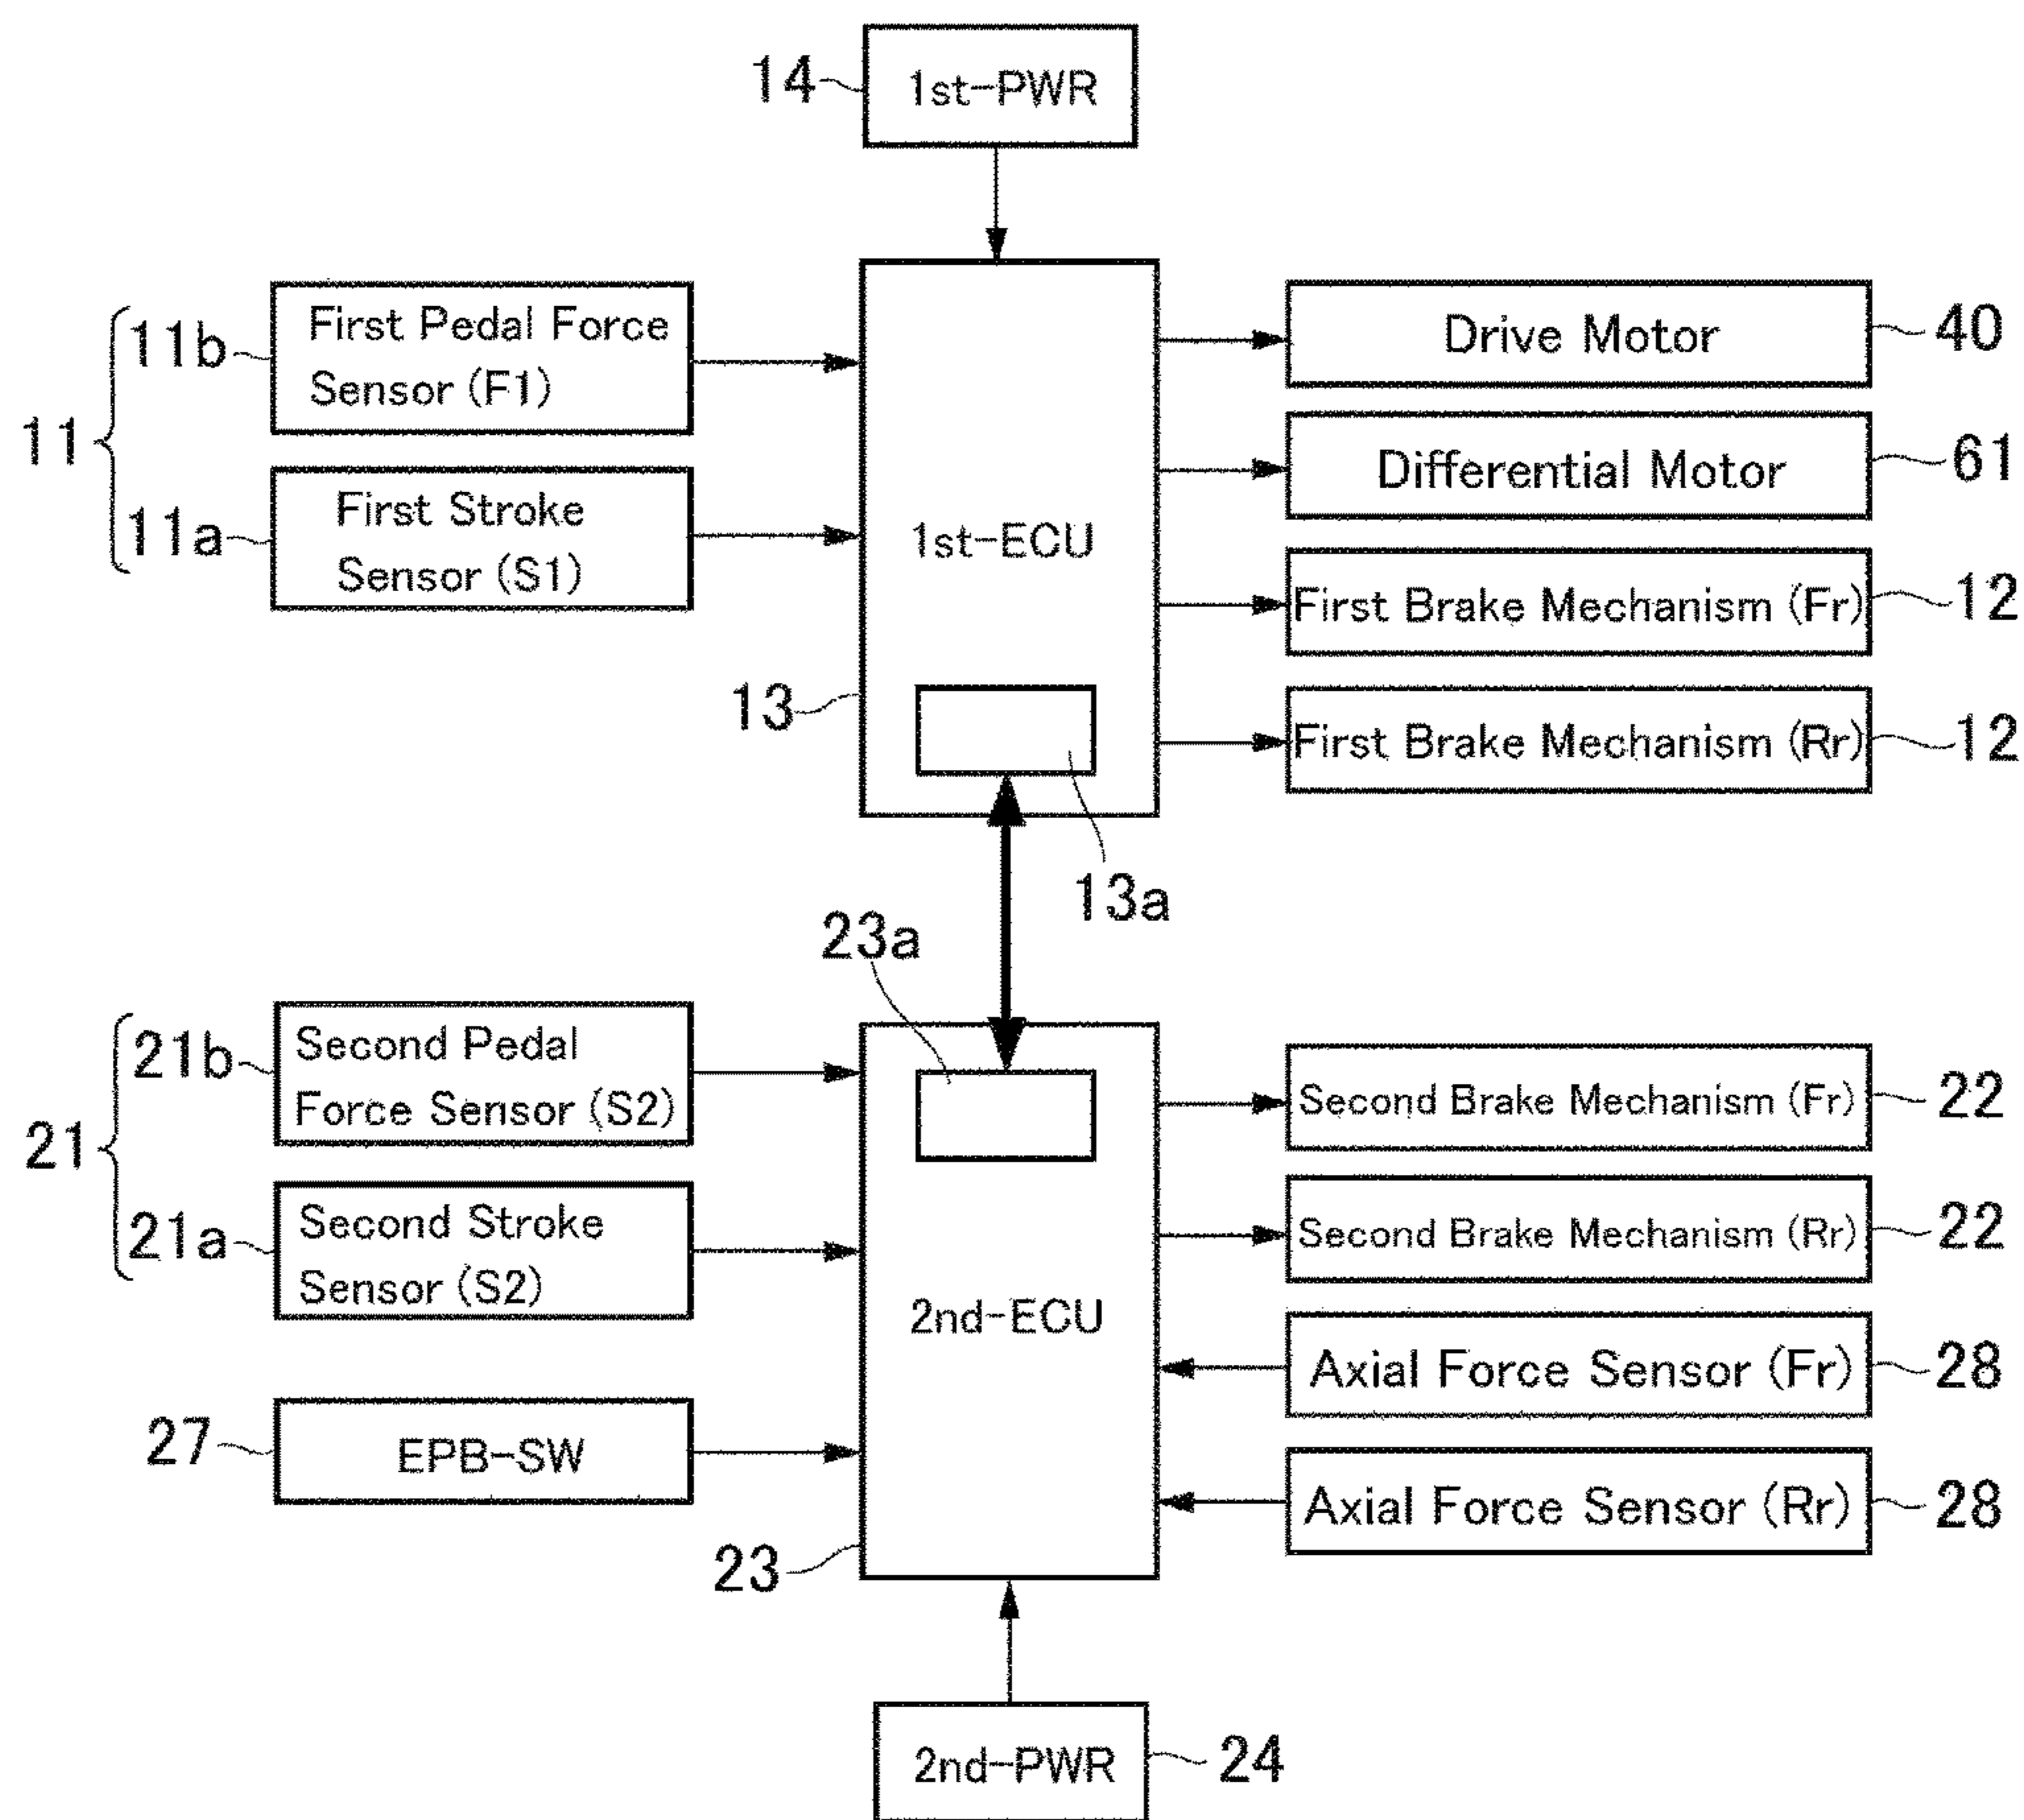 14
1st-PWR
11
11b
First Pedal Force
Sensor (F1)
11a
First Stroke
Sensor (S1)
1st-ECU
13
13a
Drive Motor
40
Differential Motor
61
First Brake Mechanism (Fr)
12
First Brake Mechanism (Rr)
12
23a
21
21b
Second Pedal
Force Sensor (S2)
21a
Second Stroke
Sensor (S2)
27
EPB-SW
2nd-ECU
23
Second Brake Mechanism (Fr)
22
Second Brake Mechanism (Rr)
22
Axial Force Sensor (Fr)
28
Axial Force Sensor (Rr)
28
2nd-PWR
24